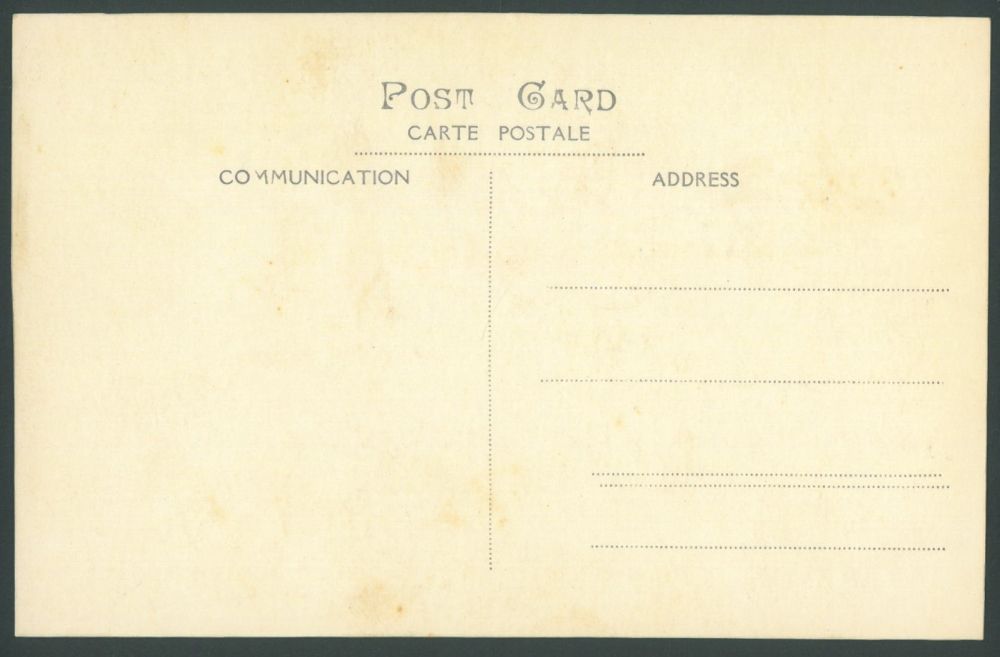 POST CARD
CARTE POSTALE
COMMUNICATION
ADDRESS